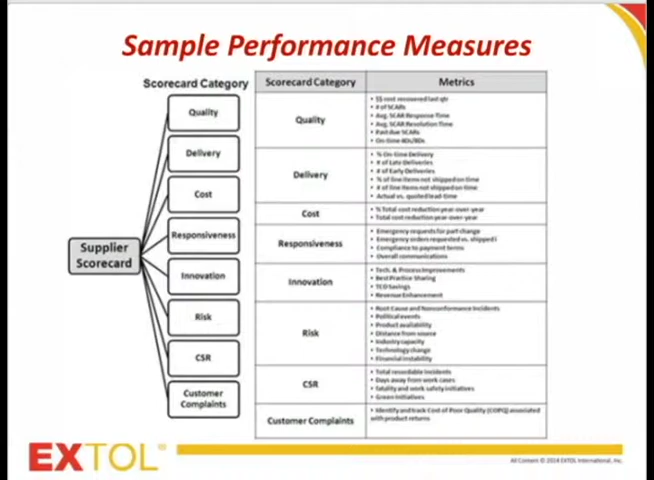 Sample Performance Measures
Scorecard Category
Supplier
Scorecard
Quality
Delivery
Cost
Responsiveness
Innovation
Risk
CSR
Customer
Complaints
Scorecard Category Metrics
Quality
• $$ cost recovered last qtr
• # of SCARs
• Avg. SCAR Response Time
• Avg. SCAR Resolution Time
• Past due SCARs
• On-time 4Ds/8Ds
Delivery
• % On-time Delivery
• # of Late Deliveries
• # of Early Deliveries
• % of line items not shipped on time
• # of line items not shipped on time
• Actual vs. quoted lead-time
Cost
• % Total cost reduction year-over-year
• Total cost reduction year-over-year
Responsiveness
• Emergency requests for part change
• Emergency orders requested vs. shipped
• Compliance to payment terms
• Overall communications
Innovation
• Tech. & Process Improvements
• Best Practice Sharing
• TCO Savings
• Revenue Enhancement
Risk
• Root Cause and Nonconformance Incidents
• Political events
• Product availability
• Distance from source
• Industry capacity
• Technology change
• Financial instability
CSR
• Total recordable incidents
• Days away from work cases
• Fatality and work safety initiatives
• Green initiatives
Customer Complaints
• Identify and track Cost of Poor Quality (COPQ) associated
with product returns
EXTOL
All Content © 2014 EXTOL International, Inc.